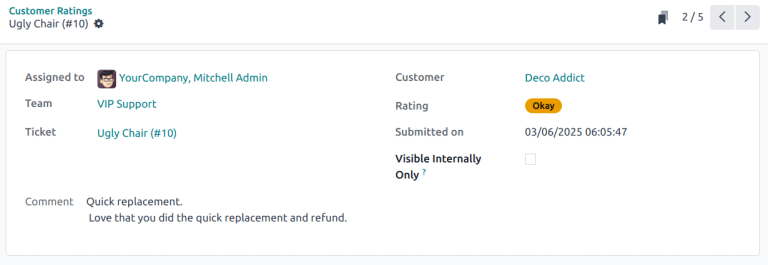 Customer Ratings
Ugly Chair (#10)
2 / 5
Assigned to YourCompany, Mitchell Admin
Customer Deco Addict
Team VIP Support
Rating Okay
Ticket Ugly Chair (#10)
Submitted on 03/06/2025 06:05:47
Visible Internally
Only ?
Comment Quick replacement.
Love that you did the quick replacement and refund.